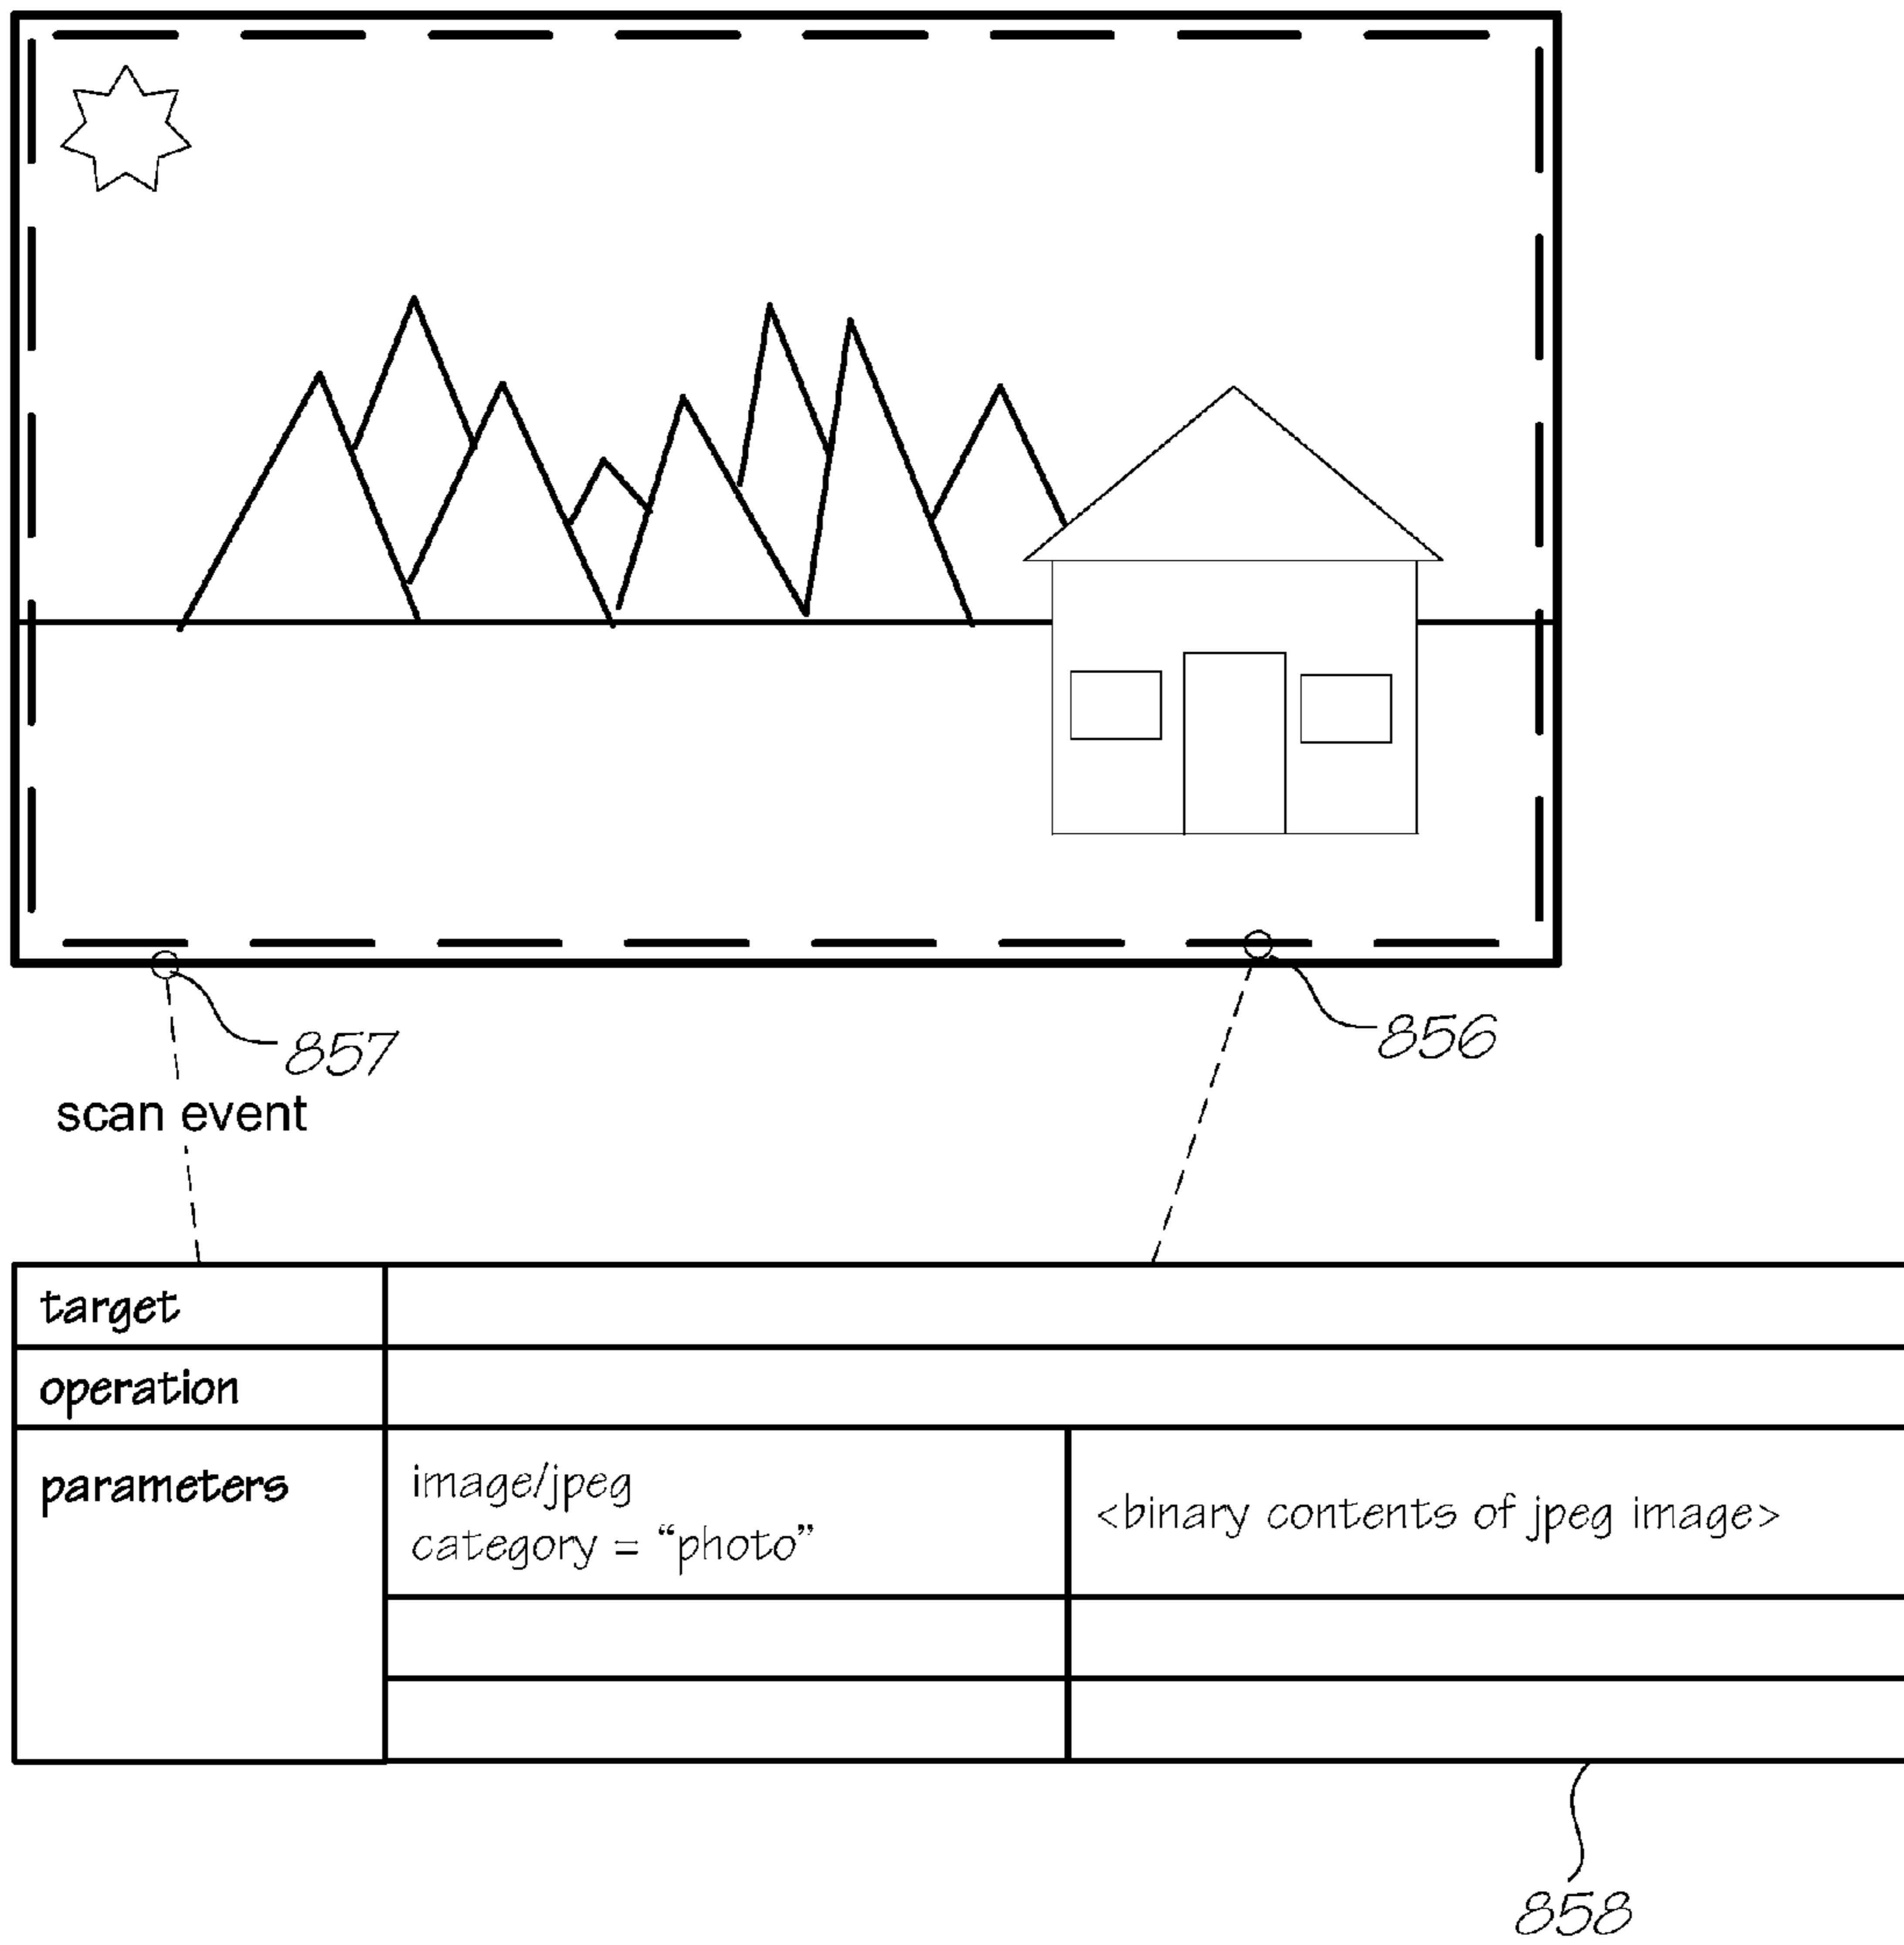 857
856
scan event
target
operation
parameters
image/jpeg
category = “photo”
<binary contents of jpeg image>
858